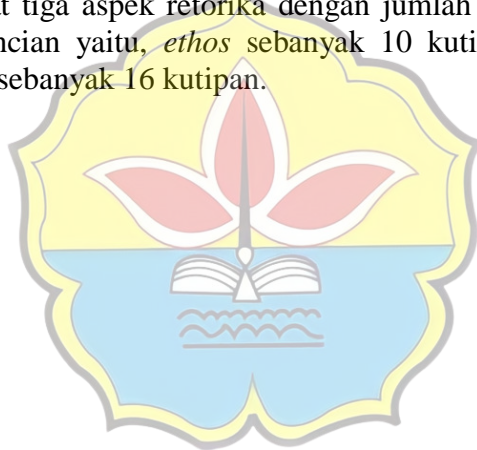 t tiga aspek retorika dengan jumlah
ncian yaitu, ethos sebanyak 10 kuti
sebanyak 16 kutipan.